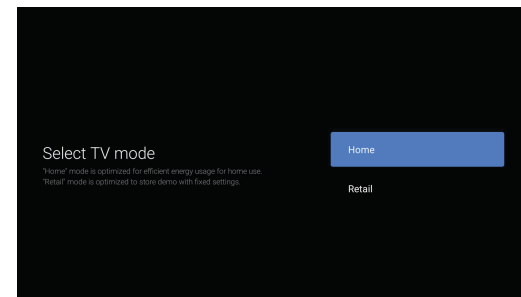 Select TV mode
"Home" mode is optimized for efficient energy usage for home use.
"Retail" mode is optimized to store demo with fixed settings.
Home
Retail